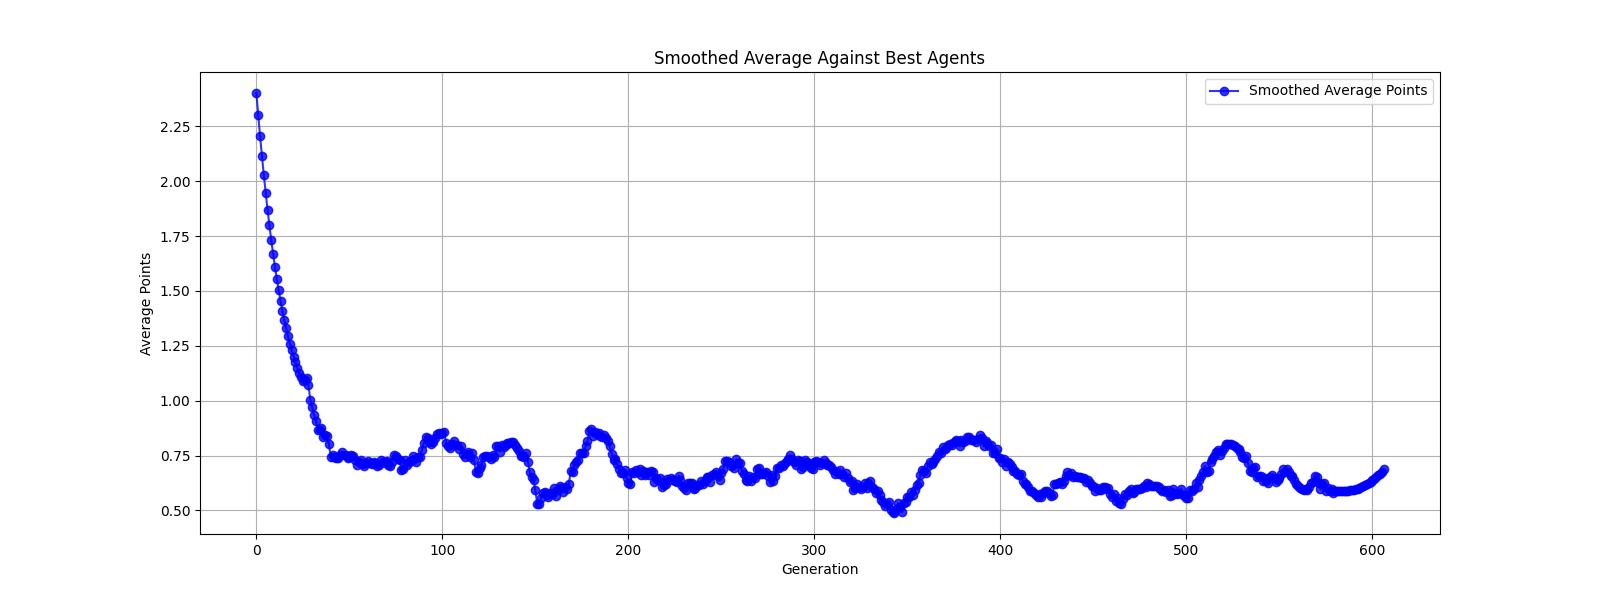 Smoothed Average Against Best Agents
Smoothed Average Points
Average Points
2.25
2.00
1.75
1.50
1.25
1.00
0.75
0.50
0 100 200 300 400 500 600
Generation